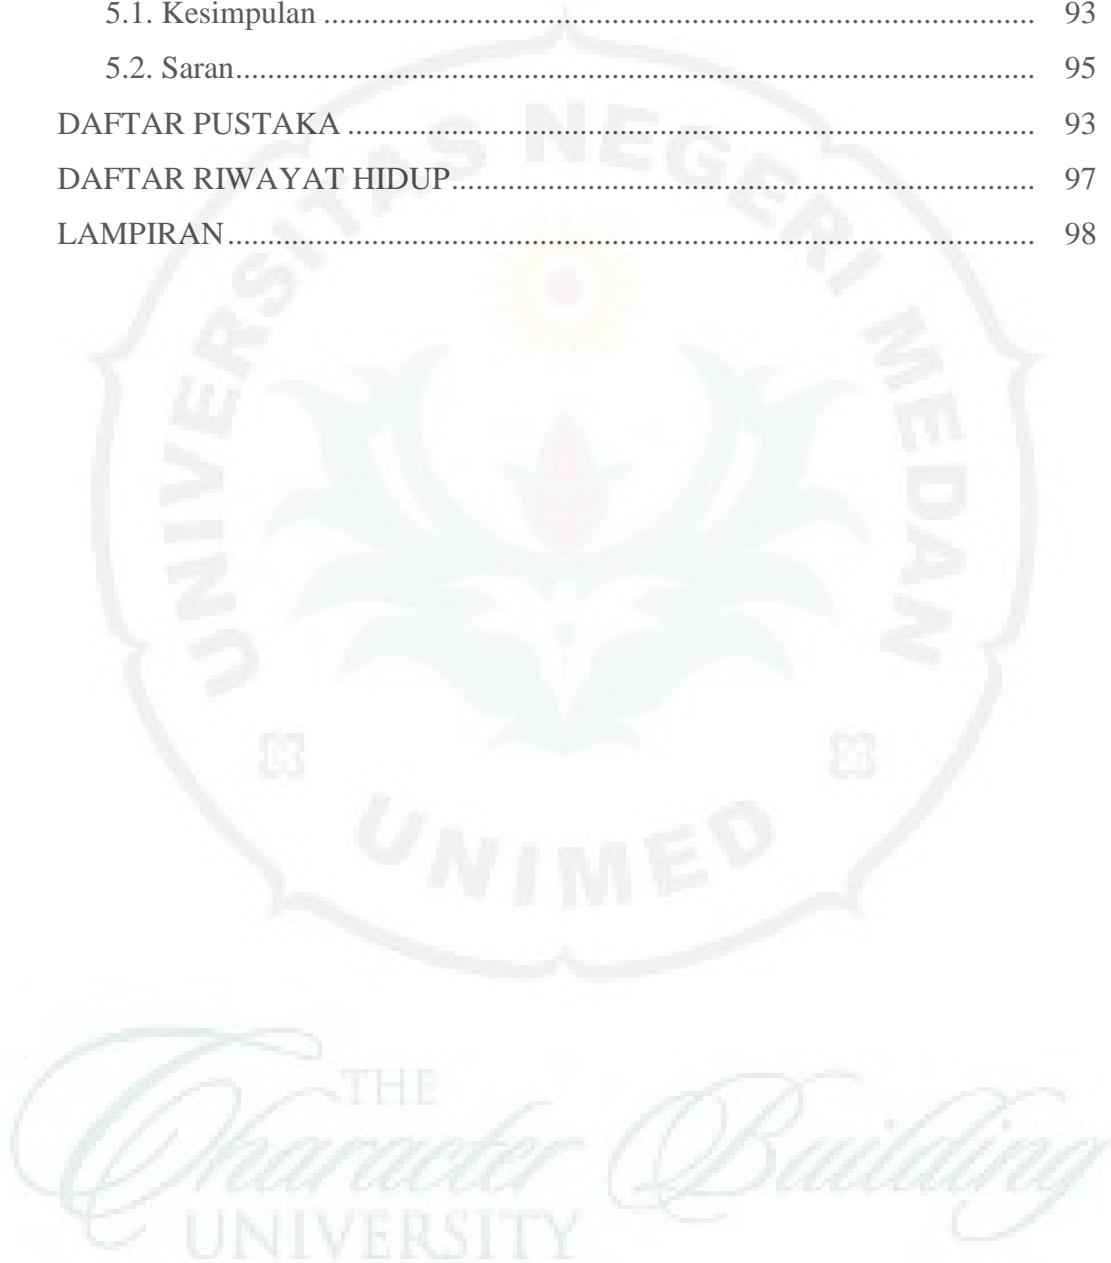 5.1. Kesimpulan ........................................................................... 93
5.2. Saran.................................................................................... 95
DAFTAR PUSTAKA ........................................................................ 93
DAFTAR RIWAYAT HIDUP............................................................. 97
LAMPIRAN..................................................................................... 98
UNIVERSITAS NEGERI MEDAN
UNIMED
THE
Character Building
UNIVERSITY